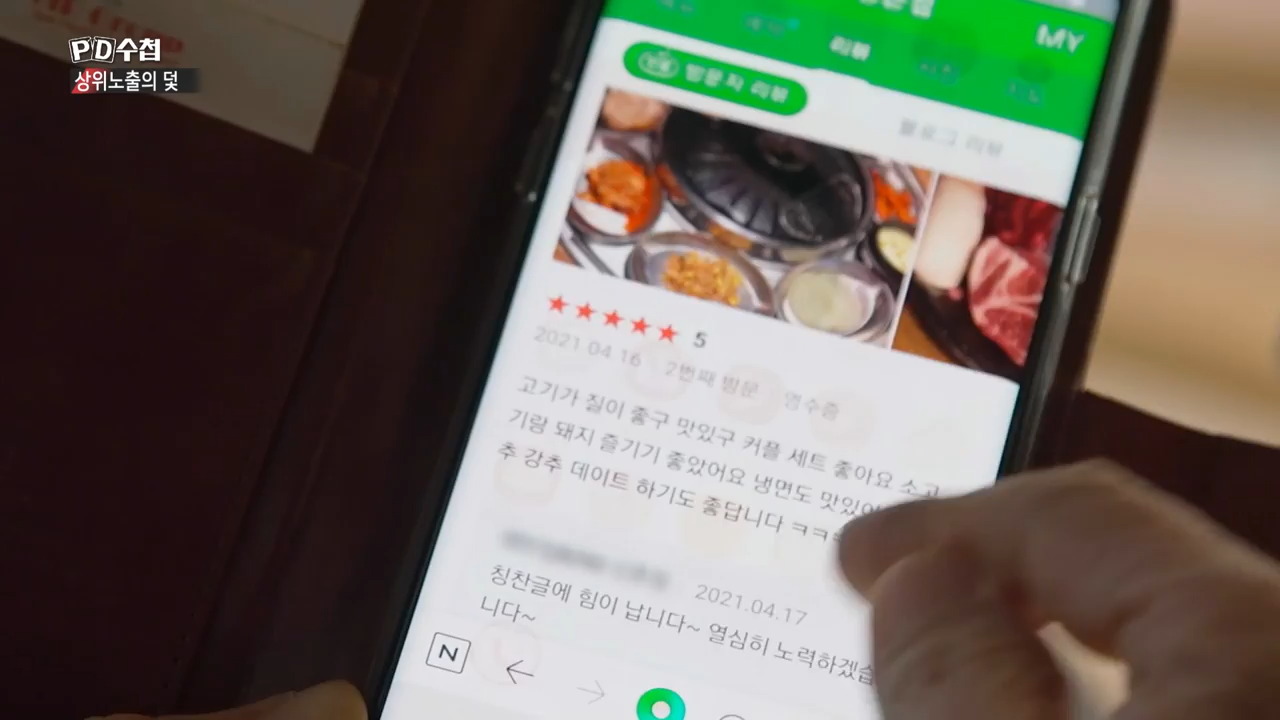 PD수첩
상위노출의 덫
MY
리뷰
방문자 리뷰
블로그 리뷰
5
2021 04 16 2번째 방문 영수증
고기가 질이 좋구 맛있구 커플 세트 좋아요 소고
기랑 돼지 즐기기 좋았어요 냉면도 맛있어
추 강추 데이트 하기도 좋답니다 ㅋㅋ
2021.04.17
칭찬글에 힘이 납니다~ 열심히 노력하겠습
니다~
N